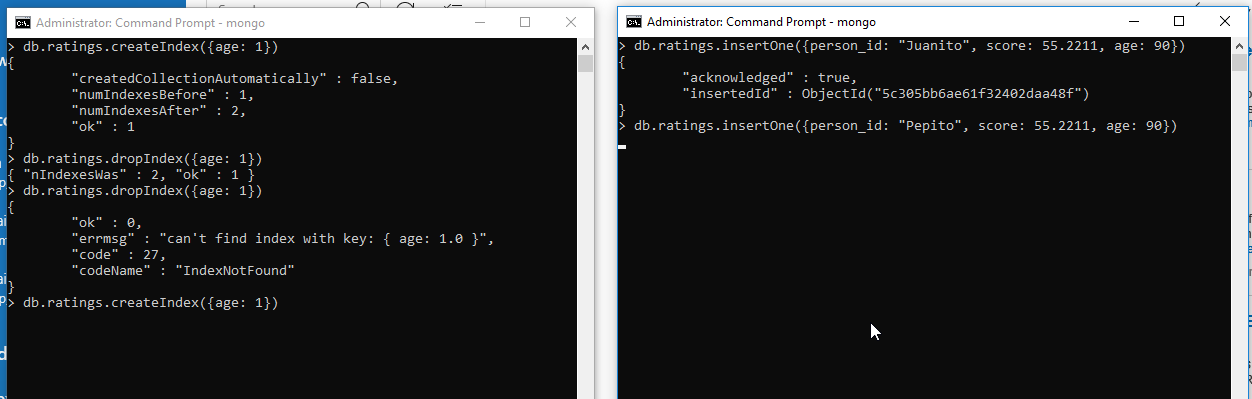 Administrator: Command Prompt - mongo
> db.ratings.createIndex({age: 1})
{
"createdCollectionAutomatically" : false,
"numIndexesBefore" : 1,
"numIndexesAfter" : 2,
"ok" : 1
}
> db.ratings.dropIndex({age: 1})
{ "nIndexesWas" : 2, "ok" : 1 }
> db.ratings.dropIndex({age: 1})
{
"ok" : 0,
"errmsg" : "can't find index with key: { age: 1.0 }",
"code" : 27,
"codeName" : "IndexNotFound"
}
> db.ratings.createIndex({age: 1})
Administrator: Command Prompt - mongo
> db.ratings.insertOne({person_id: "Juanito", score: 55.2211, age: 90})
{
"acknowledged" : true,
"insertedId" : ObjectId("5c305bb6ae61f32402daa48f")
}
> db.ratings.insertOne({person_id: "Pepito", score: 55.2211, age: 90})